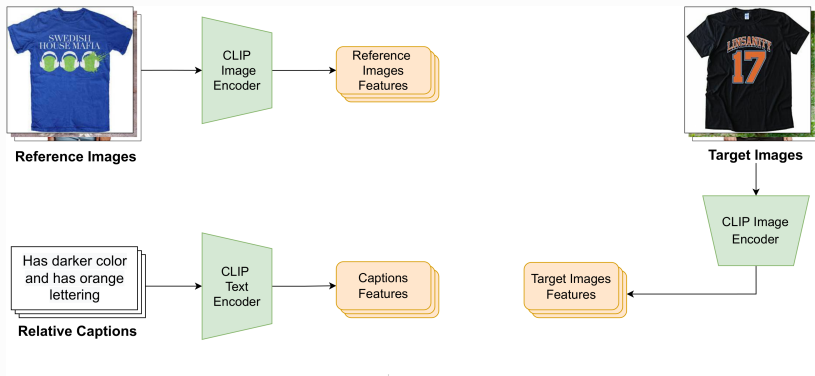 SWEDISH
HOUSE MAFIA
Reference Images
CLIP
Image
Encoder
Reference
Images
Features
LINSANITY
17
Target Images
CLIP Image
Encoder
Has darker color
and has orange
lettering
Relative Captions
CLIP
Text
Encoder
Captions
Features
Target Images
Features